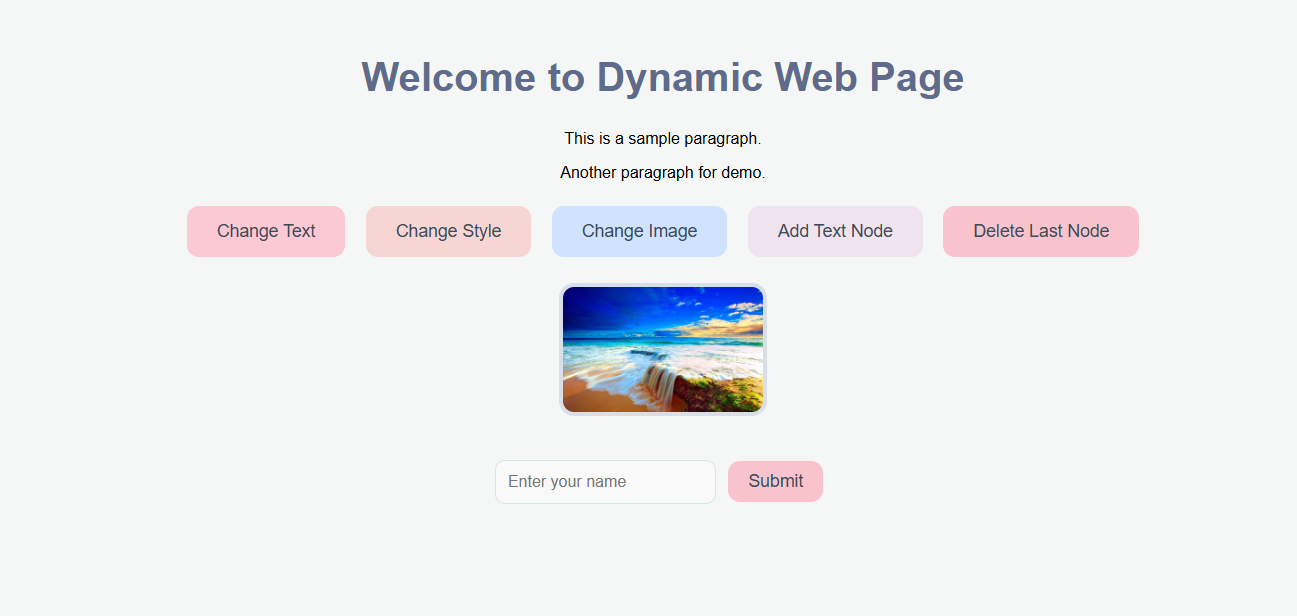 Welcome to Dynamic Web Page
This is a sample paragraph.
Another paragraph for demo.
Change Text Change Style Change Image Add Text Node Delete Last Node
Enter your name Submit